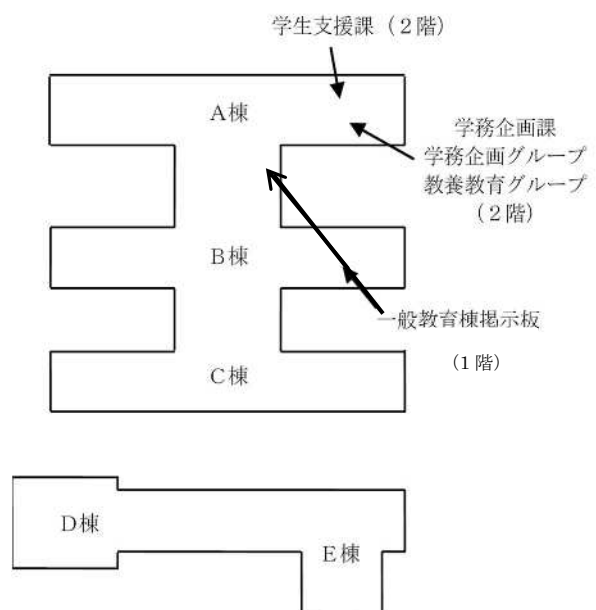 学生支援課（２階）
A棟
学務企画課
学務企画グループ
教養教育グループ
（２階）
B棟
一般教育棟掲示板
（1 階）
C棟
D棟
E棟